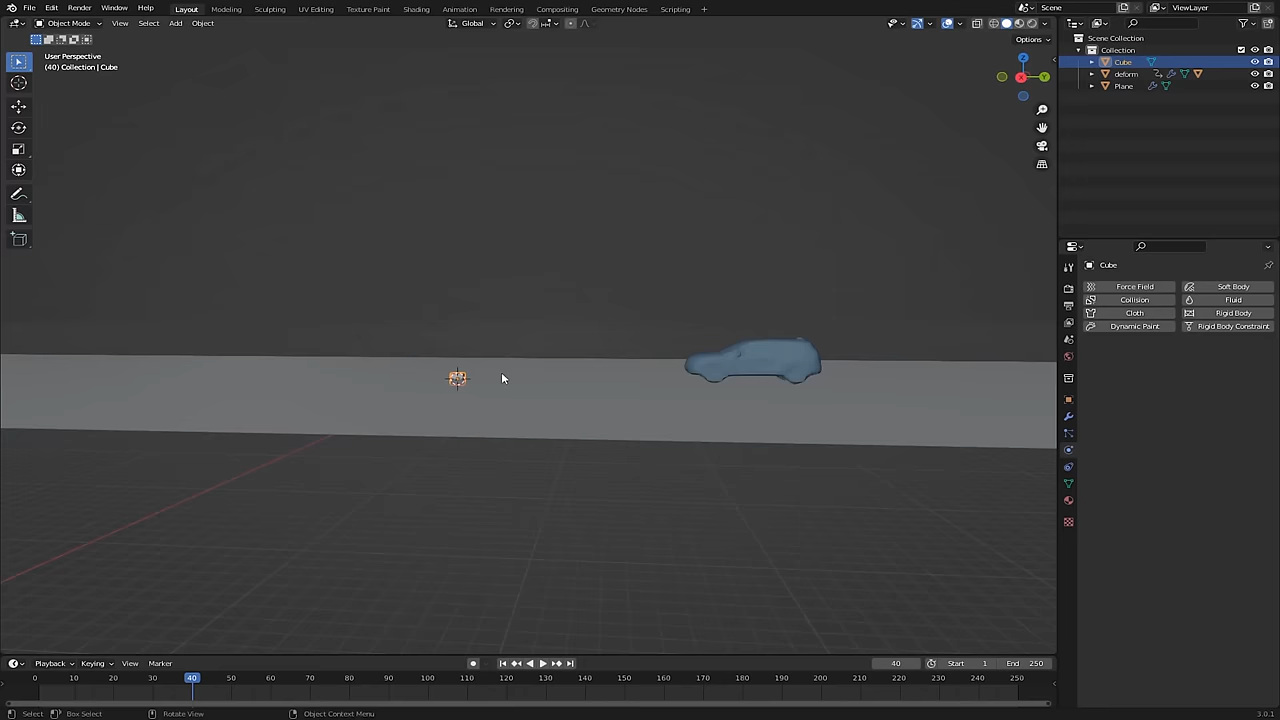 File Edit Render Window Help Layout Modeling Sculpting UV Editing Texture Paint Shading Animation Rendering Compositing Geometry Nodes Scripting + Scene ViewLayer
Object Mode View Select Add Object Global
Options
User Perspective
(40) Collection | Cube
Scene Collection
Collection
Cube
deform
Plane
Cube
Force Field Soft Body
Collision Fluid
Cloth Rigid Body
Dynamic Paint Rigid Body Constraint
Playback Keying View Marker 40 Start 1 End 250
0 10 20 30 40 50 60 70 80 90 100 110 120 130 140 150 160 170 180 190 200 210 220 230 240 250
Select Box Select Rotate View Object Context Menu 3.0.1